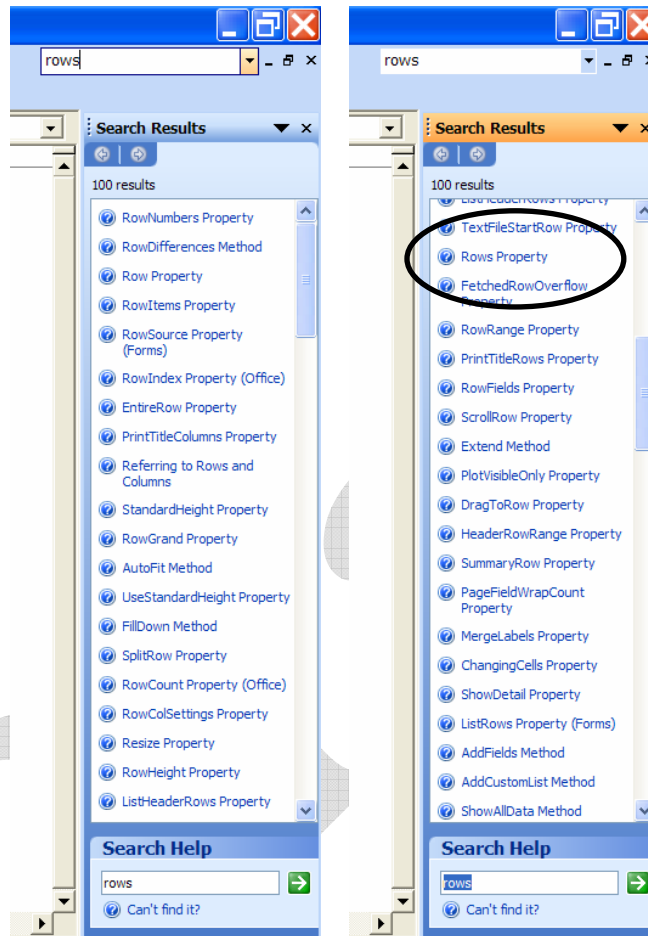 rows
Search Results
100 results
RowNumbers Property
RowDifferences Method
Row Property
RowItems Property
RowSource Property
(Forms)
RowIndex Property (Office)
EntireRow Property
PrintTitleColumns Property
Referring to Rows and
Columns
StandardHeight Property
RowGrand Property
AutoFit Method
UseStandardHeight Property
FillDown Method
SplitRow Property
RowCount Property (Office)
RowColSettings Property
Resize Property
RowHeight Property
ListHeaderRows Property
Search Help
rows
Can't find it?
rows
Search Results
100 results
ListHeaderRows Property
TextFileStartRow Property
Rows Property
FetchedRowOverflow
Property
RowRange Property
PrintTitleRows Property
RowFields Property
ScrollRow Property
Extend Method
PlotVisibleOnly Property
DragToRow Property
HeaderRowRange Property
SummaryRow Property
PageFieldWrapCount
Property
MergeLabels Property
ChangingCells Property
ShowDetail Property
ListRows Property (Forms)
AddFields Method
AddCustomList Method
ShowAllData Method
Search Help
rows
Can't find it?